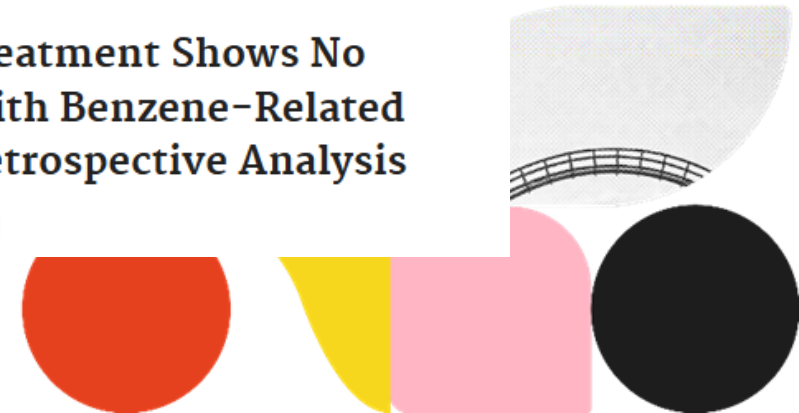 eatment Shows No
ith Benzene-Related
etrospective Analysis